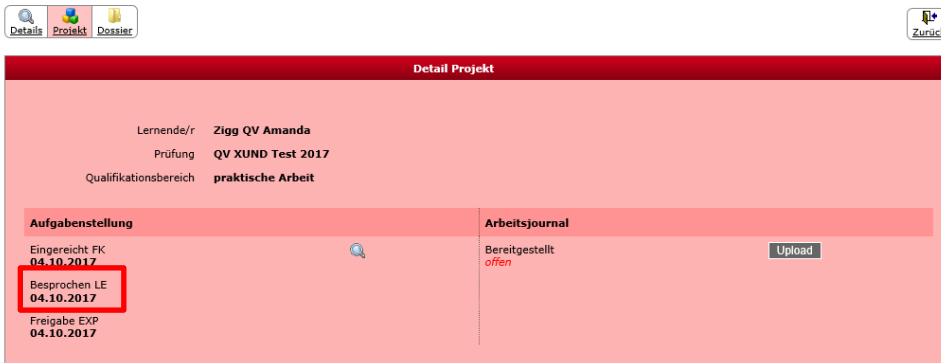 Details Projekt Dossier
Zurück
Detail Projekt
Lernende/r Zigg QV Amanda
Prüfung QV XUND Test 2017
Qualifikationsbereich praktische Arbeit
Aufgabenstellung
Eingereicht FK
04.10.2017
Besprochen LE
04.10.2017
Freigabe EXP
04.10.2017
Arbeitsjournal
Bereitgestellt Upload
offen